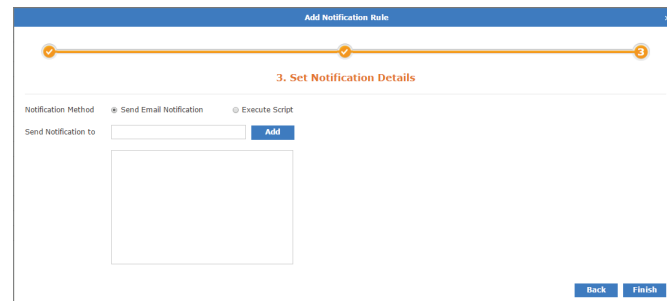 Add Notification Rule
3
3. Set Notification Details
Notification Method Send Email Notification Execute Script
Send Notification to Add
Back Finish